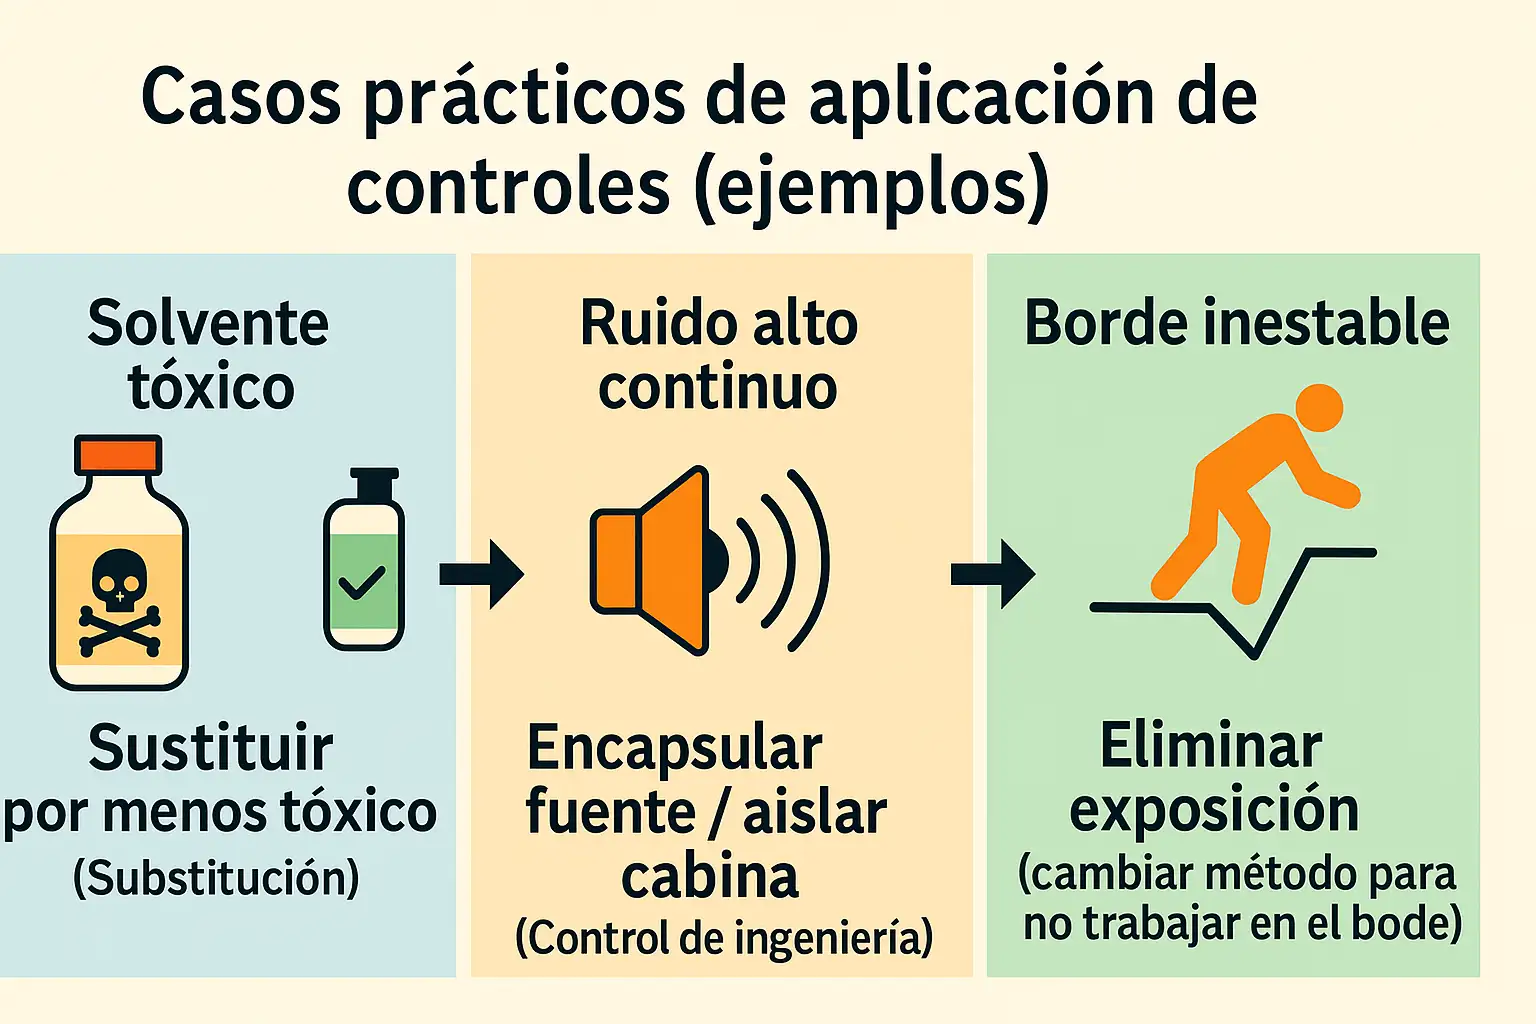 Casos prácticos de aplicación de
controles (ejemplos)
Solvente
tóxico
Sustituir
por menos tóxico
(Substitución)
Ruido alto
continuo
Encapsular
fuente / aislar
cabina
(Control de ingeniería)
Borde inestable
Eliminar
exposición
(cambiar método para
no trabajar en el bode)